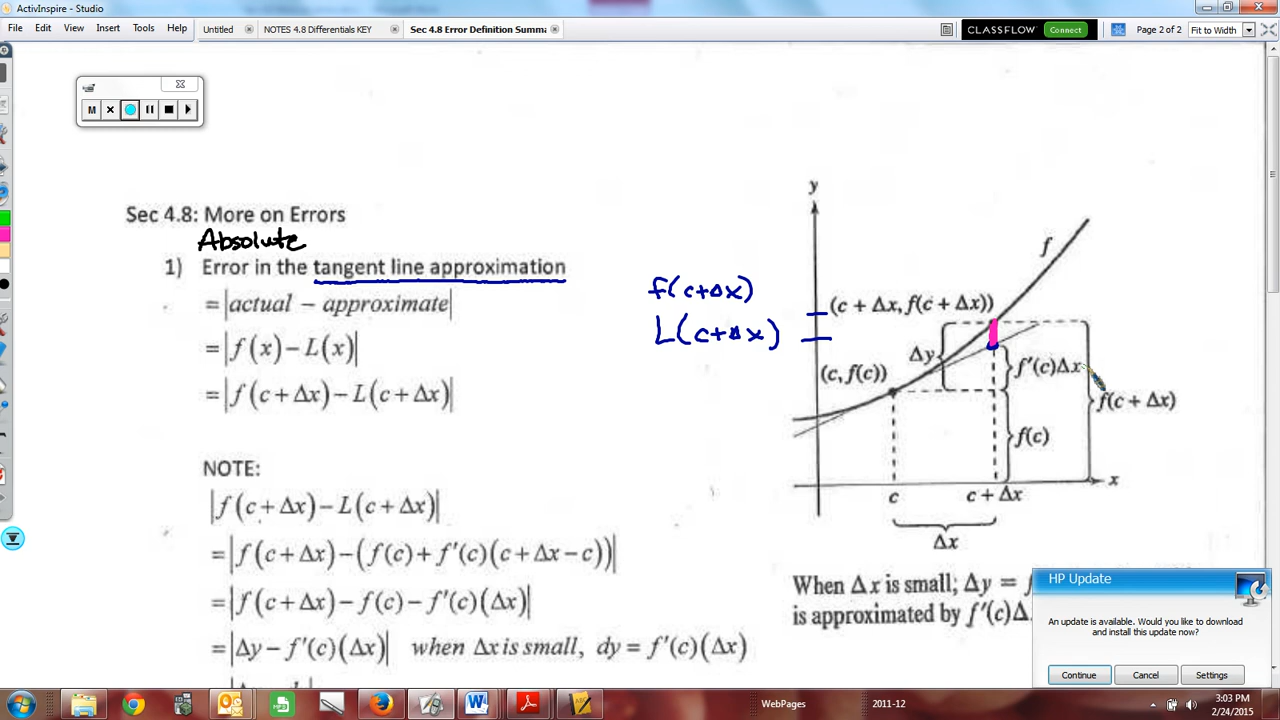 ActivInspire - Studio
File Edit View Insert Tools Help
Untitled
NOTES 4.8 Differentials KEY
Sec 4.8 Error Definition Summa
CLASSFLOW Connect
Page 2 of 2
Fit to Width
M
Sec 4.8: More on Errors
Absolute
1) Error in the tangent line approximation
= |actual − approximate|
= |f(x) − L(x)|
= |f(c + Δx) − L(c + Δx)|
NOTE:
|f(c + Δx) − L(c + Δx)|
= |f(c + Δx) − (f(c) + f'(c)(c + Δx − c))|
= |f(c + Δx) − f(c) − f'(c)(Δx)|
= |Δy − f'(c)(Δx)| when Δx is small, dy = f'(c)(Δx)
f(c+Δx)
L(c+Δx)
y
f
(c + Δx, f(c + Δx))
Δy
(c, f(c))
f'(c)Δx
f(c + Δx)
f(c)
x
c
c + Δx
Δx
When Δx is small, Δy =
is approximated by f'(c)Δ
HP Update
An update is available. Would you like to download
and install this update now?
Continue
Cancel
Settings
WebPages
2011-12
3:03 PM
2/24/2015